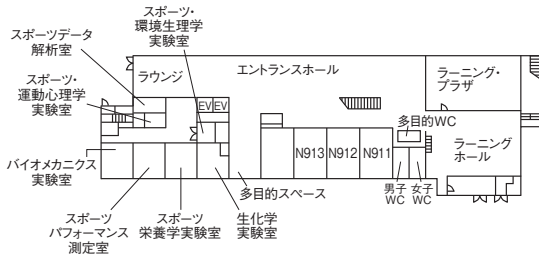 スポーツデータ
解析室
スポーツ・
環境生理学
実験室
スポーツ・
運動心理学
実験室
ラウンジ
エントランスホール
ラーニング・
プラザ
EV EV
多目的WC
ラーニング
ホール
N913 N912 N911
バイオメカニクス
実験室
男子
WC
女子
WC
多目的スペース
スポーツ
パフォーマンス
測定室
スポーツ
栄養学実験室
生化学
実験室